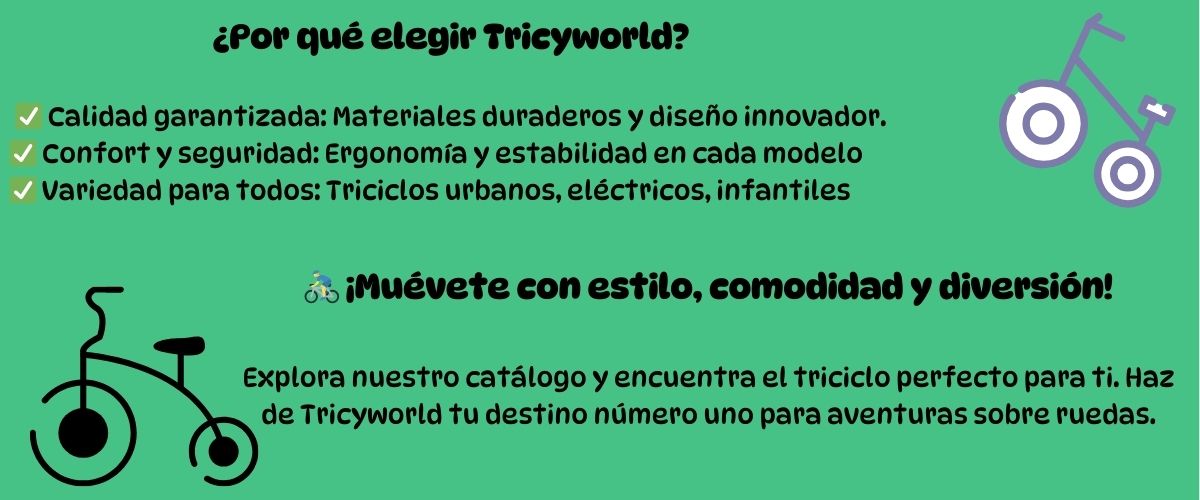 ¿Por qué elegir Tricyworld?
✅ Calidad garantizada: Materiales duraderos y diseño innovador.
✅ Confort y seguridad: Ergonomía y estabilidad en cada modelo
✅ Variedad para todos: Triciclos urbanos, eléctricos, infantiles
🚴 ¡Muévete con estilo, comodidad y diversión!
Explora nuestro catálogo y encuentra el triciclo perfecto para ti. Haz
de Tricyworld tu destino número uno para aventuras sobre ruedas.